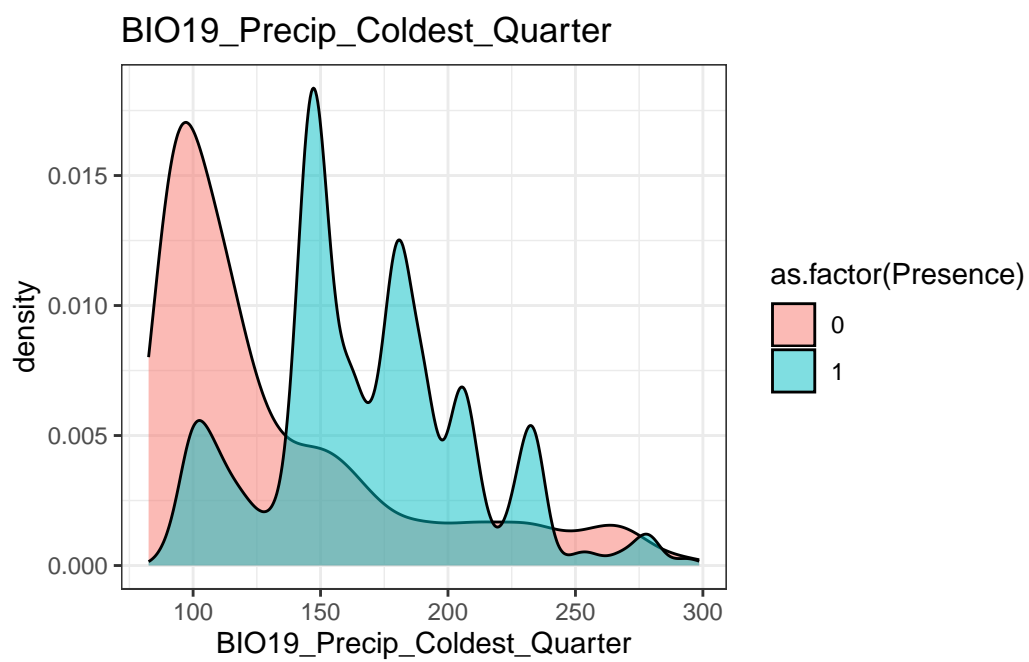 BIO19_Precip_Coldest_Quarter
0.015
0.010
0.005
0.000
density
100 150 200 250 300
BIO19_Precip_Coldest_Quarter
as.factor(Presence)
0
1